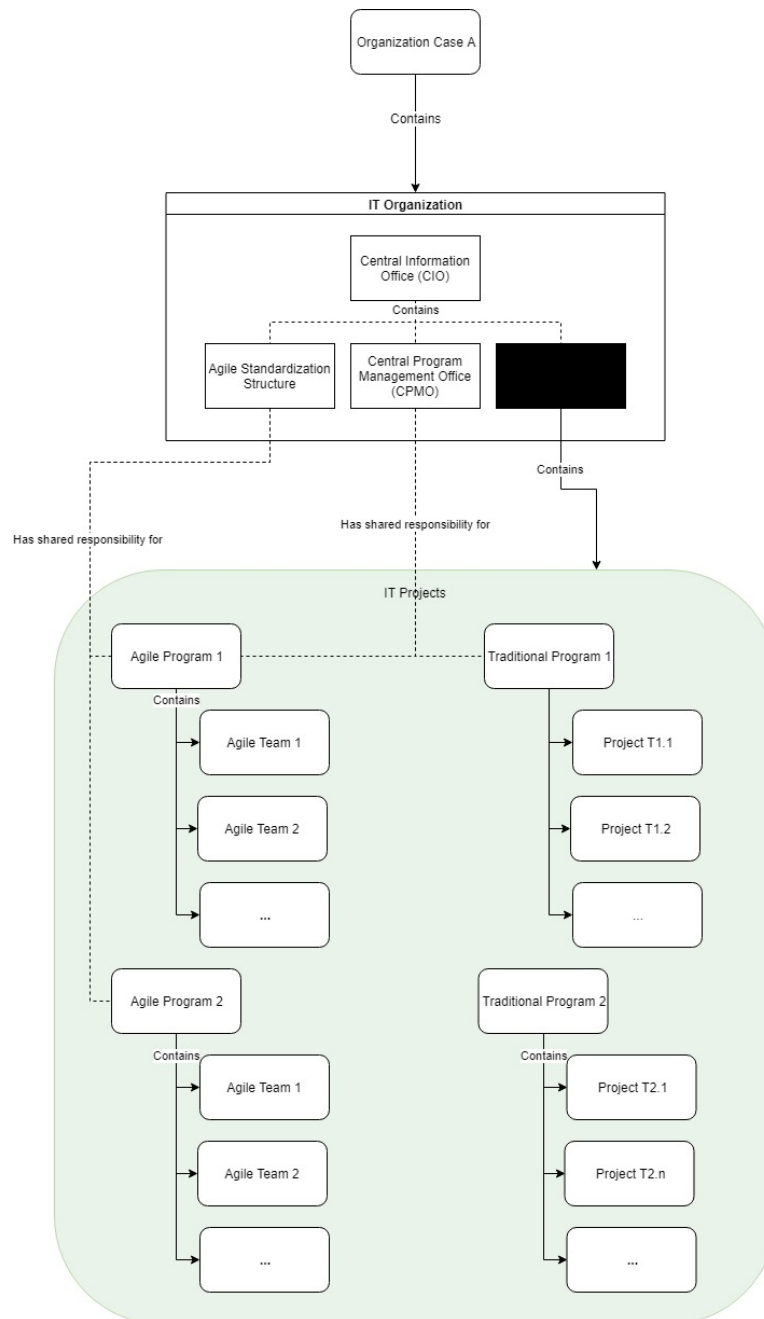 Organization Case A
Contains
IT Organization
Central Information
Office (CIO)
Contains
Agile Standardization
Structure
Central Program
Management Office
(CPMO)
Contains
Has shared responsibility for
Has shared responsibility for
IT Projects
Agile Program 1
Traditional Program 1
Contains
Agile Team 1
Project T1.1
Agile Team 2
Project T1.2
...
...
Agile Program 2
Traditional Program 2
Contains
Contains
Agile Team 1
Project T2.1
Agile Team 2
Project T2.n
...
...